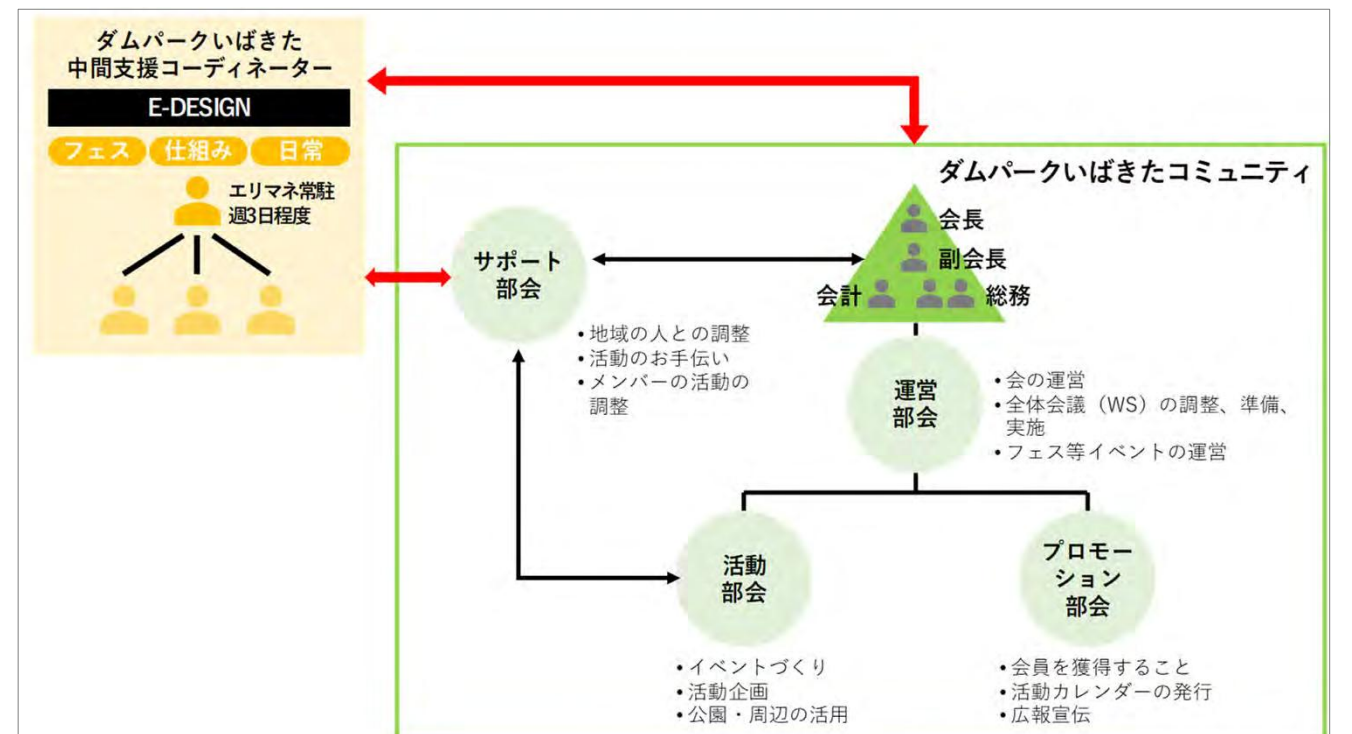 ダムパークいばきた
中間支援コーディネーター
E-DESIGN
フェス 仕組み 日常
エリマネ常駐
週3日程度
ダムパークいばきたコミュニティ
会長
副会長
会計 総務
サポート
部会
• 地域の人との調整
• 活動のお手伝い
• メンバーの活動の
調整
運営
部会
• 会の運営
• 全体会議（WS）の調整、準備、
実施
• フェス等イベントの運営
活動
部会
• イベントづくり
• 活動企画
• 公園・周辺の活用
プロモー
ション
部会
• 会員を獲得すること
• 活動カレンダーの発行
• 広報宣伝